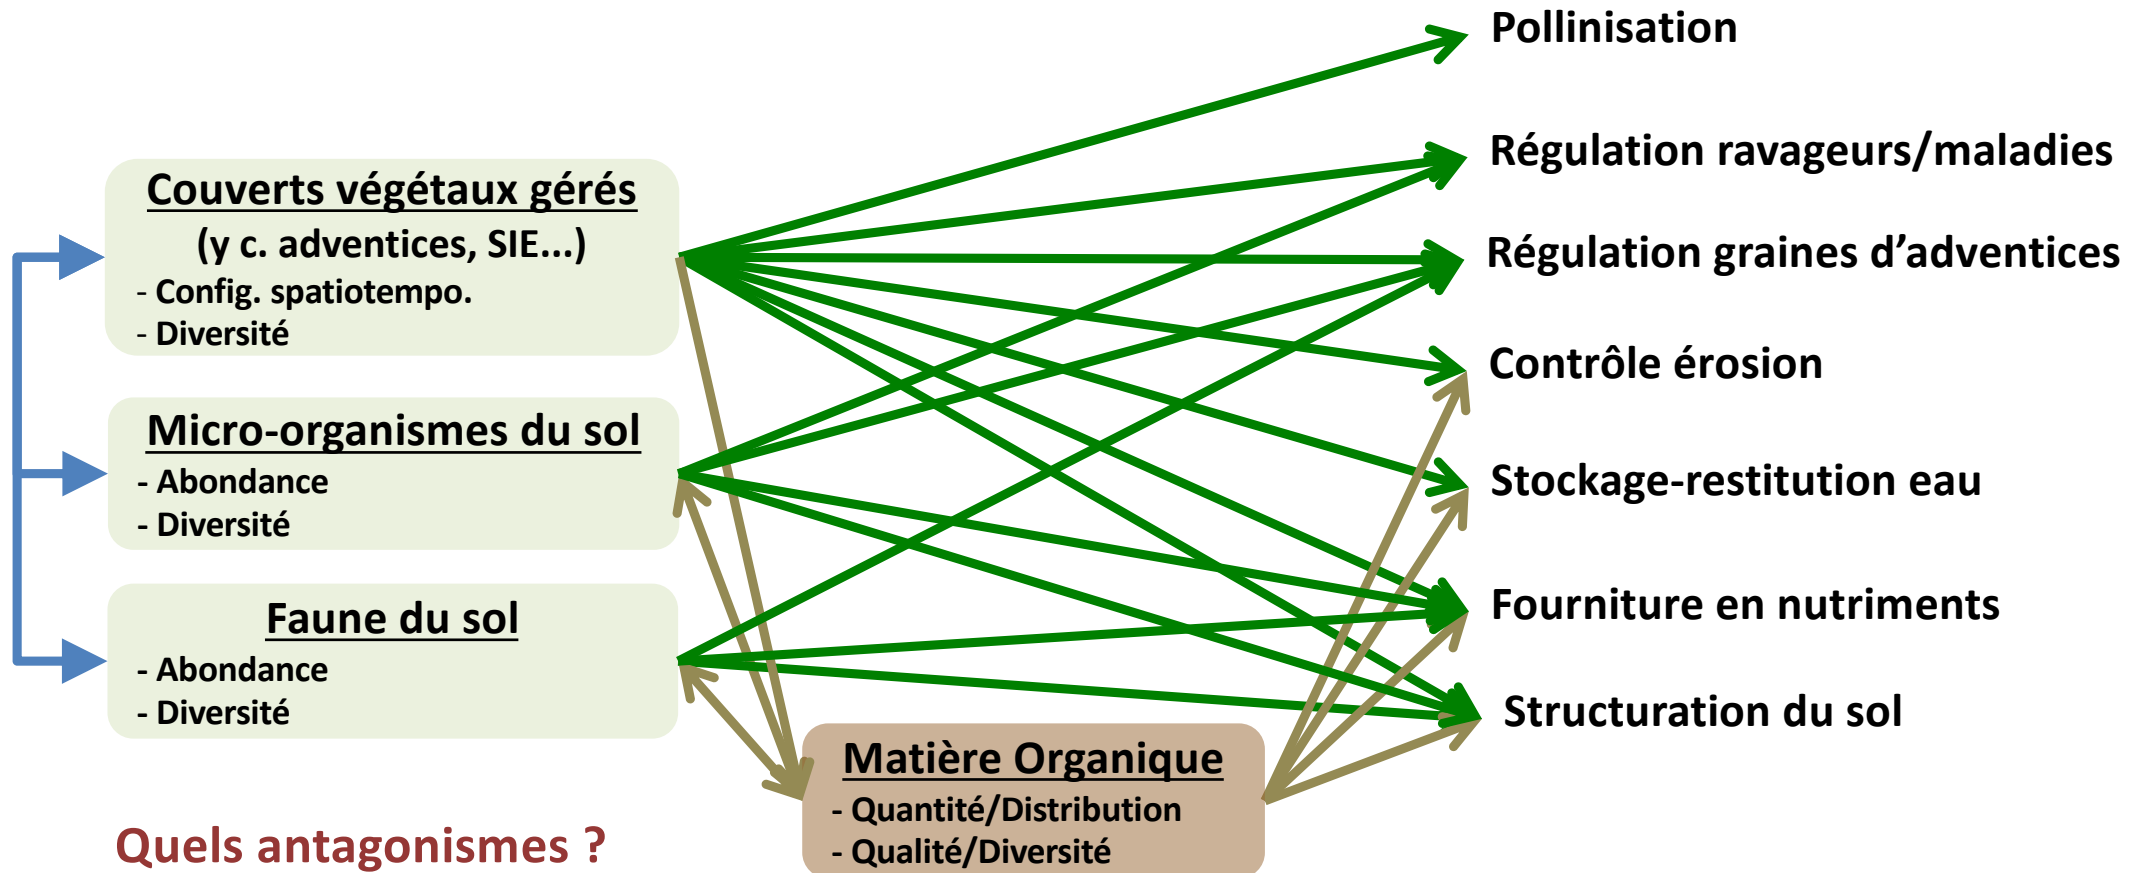 Couverts végétaux gérés
(y c. adventices, SIE...)
- Config. spatiotempo.
- Diversité
Micro-organismes du sol
- Abondance
- Diversité
Faune du sol
- Abondance
- Diversité
Matière Organique
- Quantité/Distribution
- Qualité/Diversité
Quels antagonismes ?
Pollinisation
Régulation ravageurs/maladies
Régulation graines d’adventices
Contrôle érosion
Stockage-restitution eau
Fourniture en nutriments
Structuration du sol